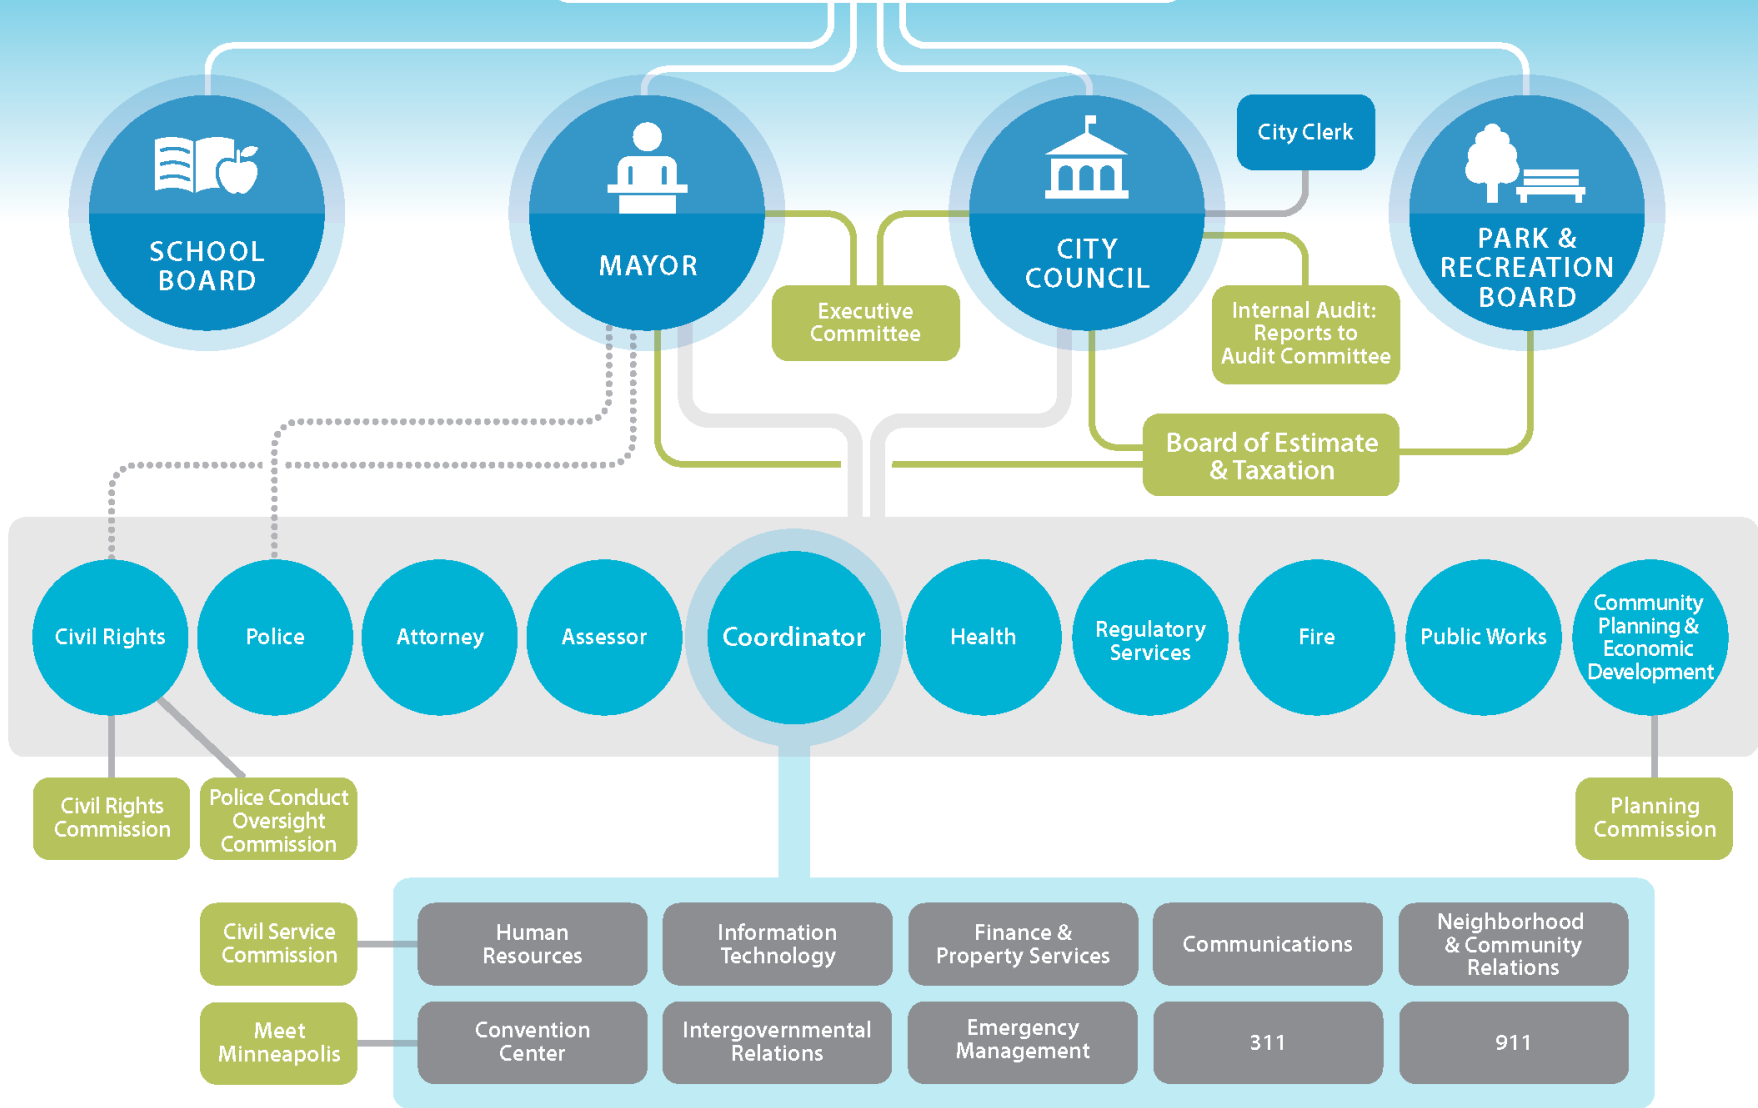 City Clerk
SCHOOL
BOARD
MAYOR
CITY
COUNCIL
PARK &
RECREATION
BOARD
Executive
Committee
Internal Audit:
Reports to
Audit Committee
Board of Estimate
& Taxation
Civil Rights
Police
Attorney
Assessor
Coordinator
Health
Regulatory
Services
Fire
Public Works
Community
Planning &
Economic
Development
Civil Rights
Commission
Police Conduct
Oversight
Commission
Planning
Commission
Civil Service
Commission
Human
Resources
Information
Technology
Finance &
Property Services
Communications
Neighborhood
& Community
Relations
Meet
Minneapolis
Convention
Center
Intergovernmental
Relations
Emergency
Management
311
911